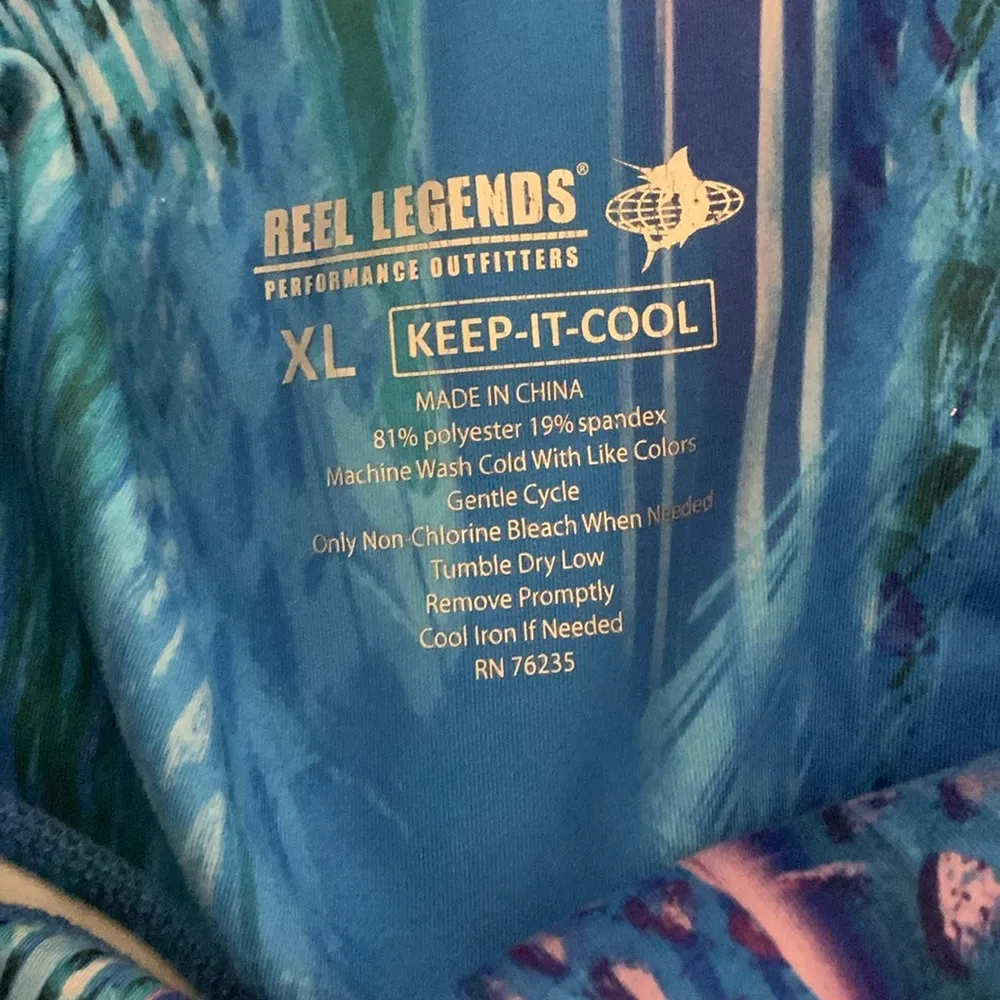 REEL LEGENDS®
PERFORMANCE OUTFITTERS
XL KEEP-IT-COOL
MADE IN CHINA
81% polyester 19% spandex
Machine Wash Cold With Like Colors
Gentle Cycle
Only Non-Chlorine Bleach When Needed
Tumble Dry Low
Remove Promptly
Cool Iron If Needed
RN 76235